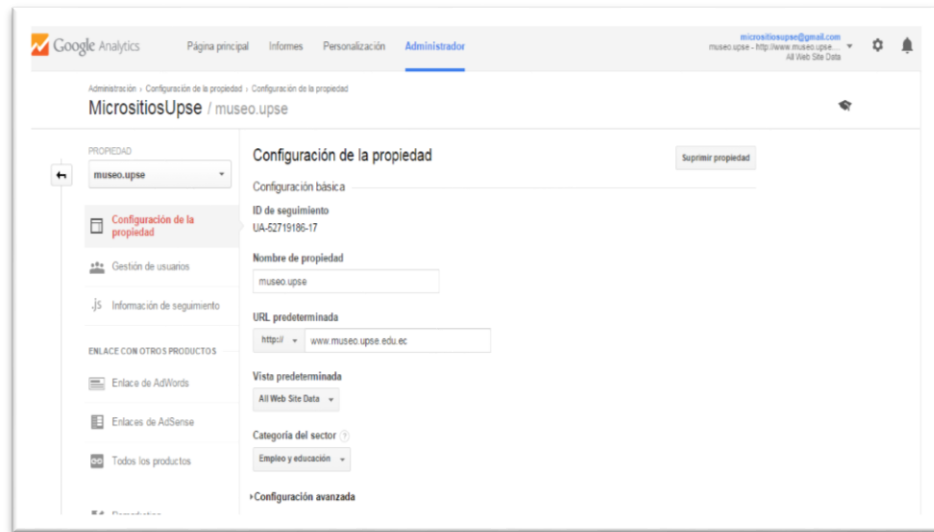 Google Analytics
Página principal Informes Personalización Administrador
micrositiosupse@gmail.com
museo.upse - http://www.museo.upse....
All Web Site Data
Administración › Configuración de la propiedad › Configuración de la propiedad
MicrositiosUpse / museo.upse
PROPIEDAD
museo.upse
Configuración de la
propiedad
Gestión de usuarios
.js Información de seguimiento
ENLACE CON OTROS PRODUCTOS
Enlace de AdWords
Enlaces de AdSense
Todos los productos
Configuración de la propiedad
Suprimir propiedad
Configuración básica
ID de seguimiento
UA-52719186-17
Nombre de propiedad
museo.upse
URL predeterminada
http:// www.museo.upse.edu.ec
Vista predeterminada
All Web Site Data
Categoría del sector ?
Empleo y educación
Configuración avanzada